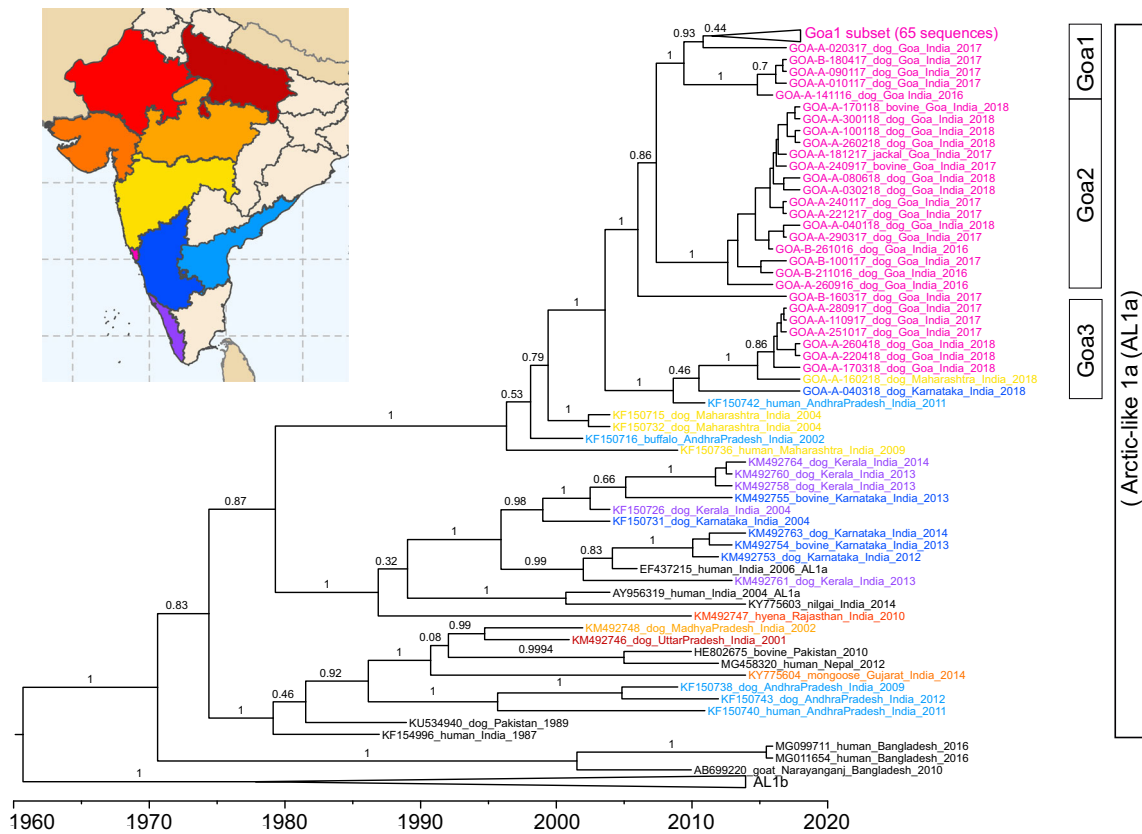 0.44
Goa1 subset (65 sequences)
0.93
GOA-A-020317_dog_Goa_India_2017
GOA-B-180417_dog_Goa_India_2017
0.7
GOA-A-090117_dog_Goa_India_2017
1
GOA-A-010117_dog_Goa_India_2017
GOA-A-141116_dog_Goa India_2016
Goa1
1
GOA-A-170118_bovine_Goa_India_2018
GOA-A-300118_dog_Goa_India_2018
GOA-A-100118_dog_Goa_India_2018
GOA-A-260218_dog_Goa_India_2018
0.86
GOA-A-181217_jackal_Goa_India_2017
GOA-A-240917_bovine_Goa_India_2017
GOA-A-080618_dog_Goa_India_2018
GOA-A-030218_dog_Goa_India_2018
GOA-A-240117_dog_Goa_India_2017
GOA-A-221217_dog_Goa_India_2017
1
GOA-A-040118_dog_Goa_India_2018
GOA-A-290317_dog_Goa_India_2017
GOA-B-261016_dog_Goa_India_2016
GOA-B-100117_dog_Goa_India_2017
GOA-B-211016_dog_Goa_India_2016
GOA-A-260916_dog_Goa_India_2016
Goa2
1
GOA-B-160317_dog_Goa_India_2017
GOA-A-280917_dog_Goa_India_2017
GOA-A-110917_dog_Goa_India_2017
GOA-A-251017_dog_Goa_India_2017
0.86
GOA-A-260418_dog_Goa_India_2018
GOA-A-220418_dog_Goa_India_2018
0.79
1
GOA-A-170318_dog_Goa_India_2018
0.46
GOA-A-160218_dog_Maharashtra_India_2018
1
GOA-A-040318_dog_Karnataka_India_2018
Goa3
0.53
KF150742_human_AndhraPradesh_India_2011
1
KF150715_dog_Maharashtra_India_2004
1
KF150732_dog_Maharashtra_India_2004
KF150716_buffalo_AndhraPradesh_India_2002
KF150736_human_Maharashtra_India_2009
KM492764_dog_Kerala_India_2014
1
KM492760_dog_Kerala_India_2013
0.66
KM492758_dog_Kerala_India_2013
1
KM492755_bovine_Karnataka_India_2013
0.98
KF150726_dog_Kerala_India_2004
0.87
KF150731_dog_Karnataka_India_2004
1
KM492763_dog_Karnataka_India_2014
1
KM492754_bovine_Karnataka_India_2013
0.83
KM492753_dog_Karnataka_India_2012
0.99
EF437215_human_India_2006_AL1a
0.32
KM492761_dog_Kerala_India_2013
1
AY956319_human_India_2004_AL1a
1
KY775603_nilgai_India_2014
0.83
KM492747_hyena_Rajasthan_India_2010
0.99
KM492748_dog_MadhyaPradesh_India_2002
0.08
KM492746_dog_UttarPradesh_India_2001
0.9994
HE802675_bovine_Pakistan_2010
MG458320_human_Nepal_2012
0.92
KY775604_mongoose_Gujarat_India_2014
1
KF150738_dog_AndhraPradesh_India_2009
1
0.46
1
KF150743_dog_AndhraPradesh_India_2012
1
KF150740_human_AndhraPradesh_India_2011
KU534940_dog_Pakistan_1989
KF154996_human_India_1987
( Arctic-like 1a (AL1a)
1
MG099711_human_Bangladesh_2016
1
MG011654_human_Bangladesh_2016
AB699220_goat_Narayanganj_Bangladesh_2010
1
AL1b
1960 1970 1980 1990 2000 2010 2020